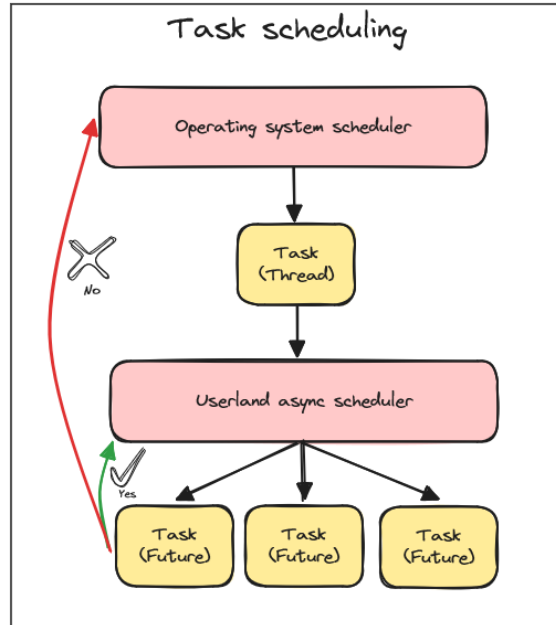 Task scheduling
Operating system scheduler
Task
(Thread)
No
Userland async scheduler
Yes
Task
(Future)
Task
(Future)
Task
(Future)